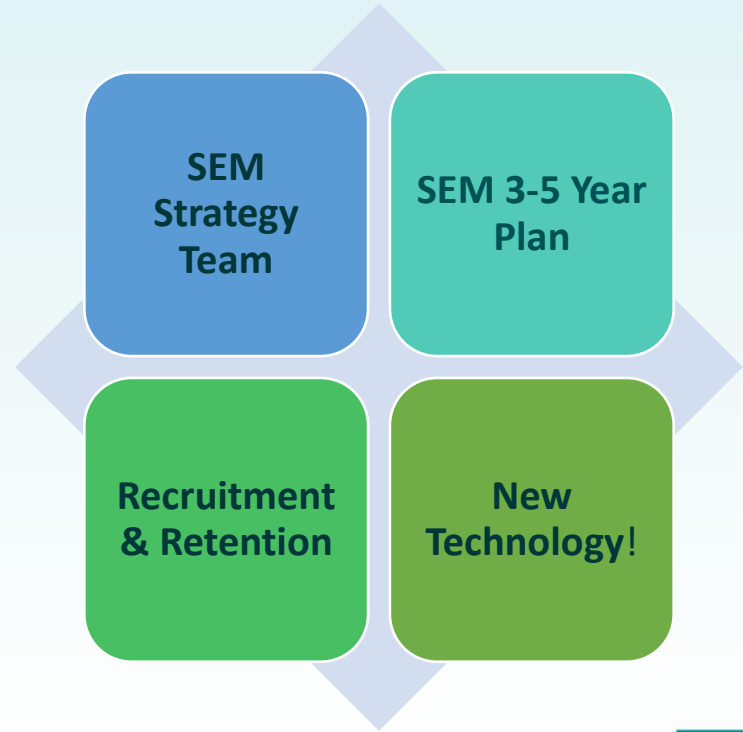 SEM
Strategy
Team
SEM 3-5 Year
Plan
Recruitment
& Retention
New
Technology!